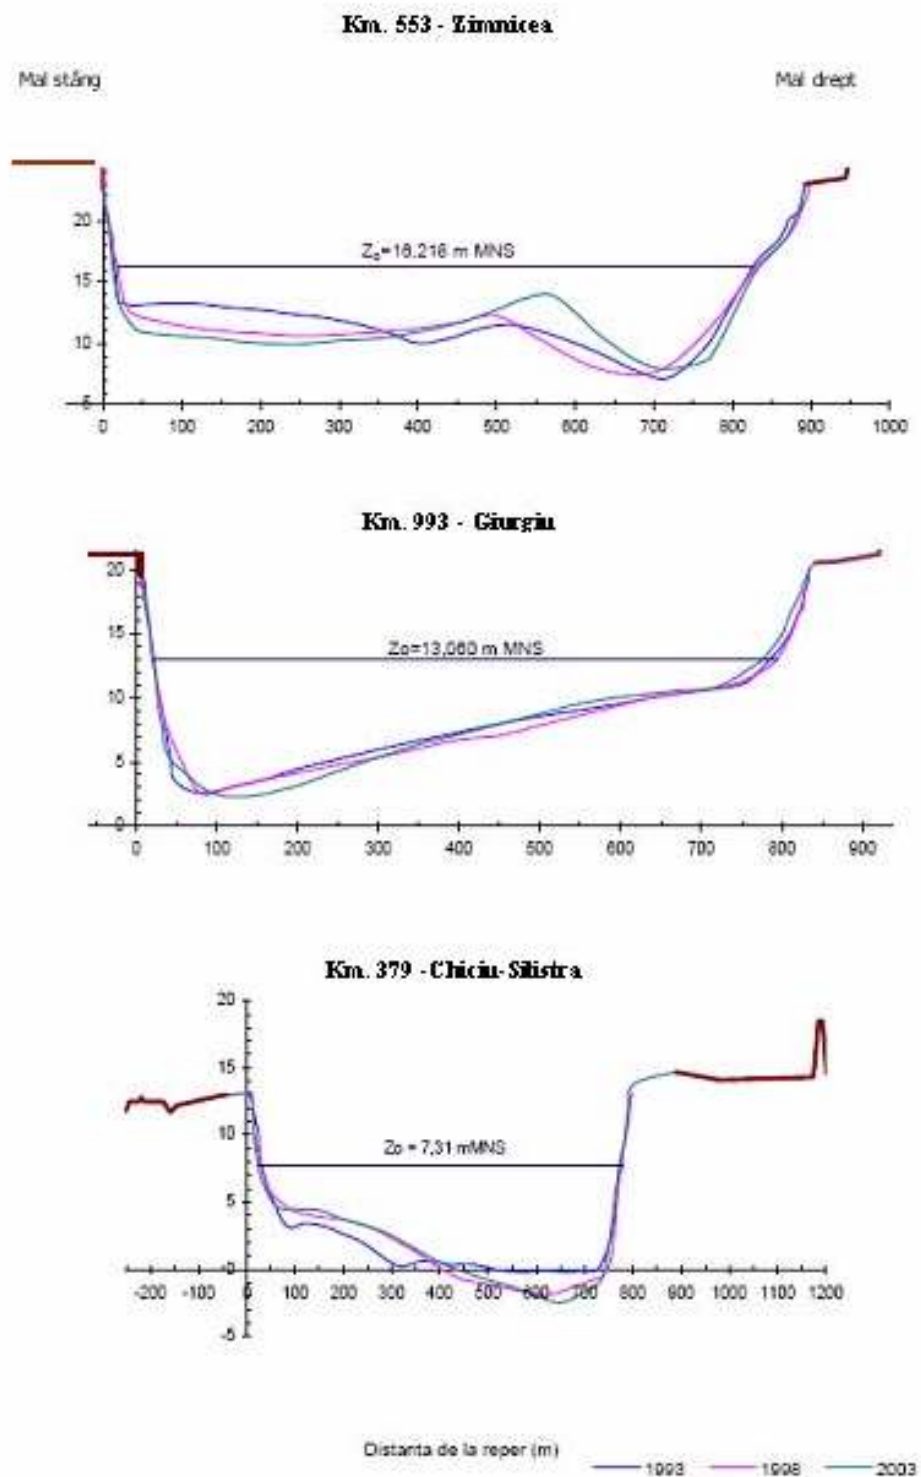 Km. 553 - Zimnicea
Mal stâng
Mal drept
Z₀=16.216 m MNS
20
15
10
5
0 100 200 300 400 500 600 700 800 900 1000
Km. 993 - Giurgiu
Zo=13,060 m MNS
20
15
10
5
0
0 100 200 300 400 500 600 700 800 900
Km. 379 -Chiciu-Silistra
Zo = 7,31 mMNS
20
15
10
5
-0
-5
-200 -100 0 100 200 300 400 500 600 700 800 900 1000 1100 1200
Distanta de la reper (m)
1993 1998 2003